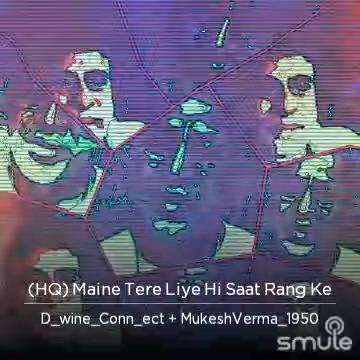 (HQ) Maine Tere Liye Hi Saat Rang Ke
D_wine_Conn_ect + MukeshVerma_1950
smule